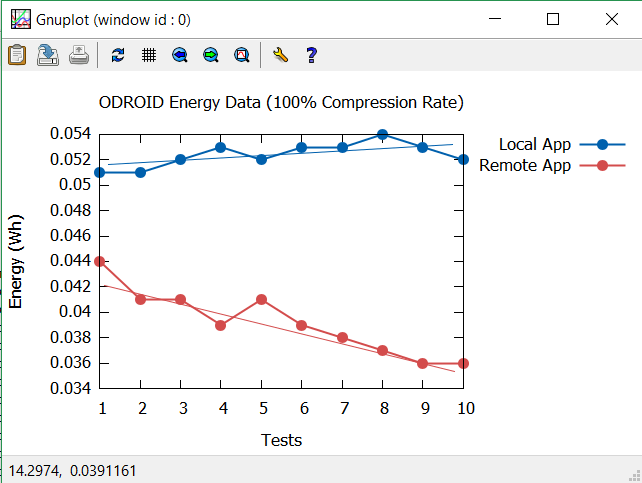 Gnuplot (window id : 0)
ODROID Energy Data (100% Compression Rate)
Local App
Remote App
0.054
0.052
0.05
0.048
0.046
0.044
0.042
0.04
0.038
0.036
0.034
Energy (Wh)
1 2 3 4 5 6 7 8 9 10
Tests
14.2974, 0.0391161